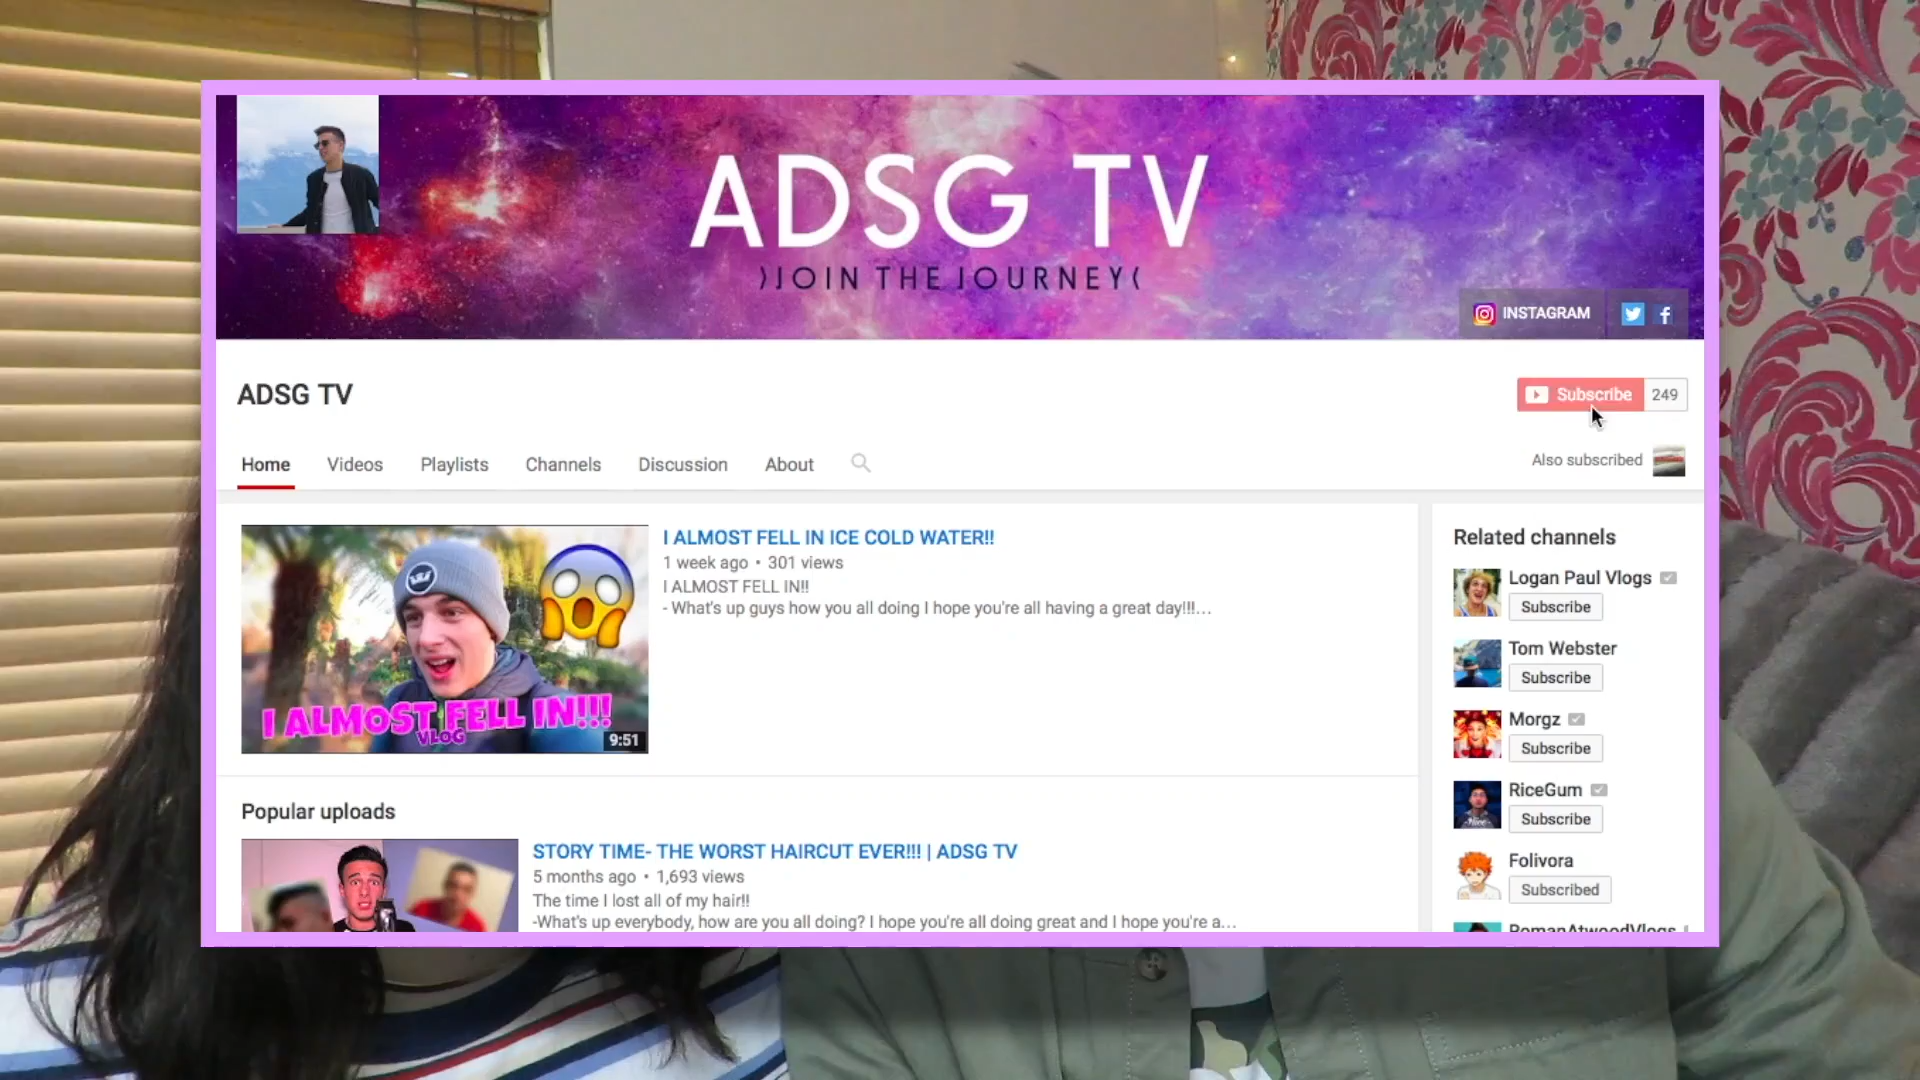 ADSG TV
⟩JOIN THE JOURNEY⟨
INSTAGRAM
ADSG TV
Subscribe 249
Home Videos Playlists Channels Discussion About
Also subscribed
I ALMOST FELL IN!!!
VLOG
9:51
I ALMOST FELL IN ICE COLD WATER!!
1 week ago • 301 views
I ALMOST FELL IN!!
- What's up guys how you all doing I hope you're all having a great day!!!...
Popular uploads
STORY TIME- THE WORST HAIRCUT EVER!!! | ADSG TV
5 months ago • 1,693 views
The time I lost all of my hair!!
-What's up everybody, how are you all doing? I hope you're all doing great and I hope you're a...
Related channels
Logan Paul Vlogs
Subscribe
Tom Webster
Subscribe
Morgz
Subscribe
RiceGum
Subscribe
Folivora
Subscribed
RomanAtwoodVlogs